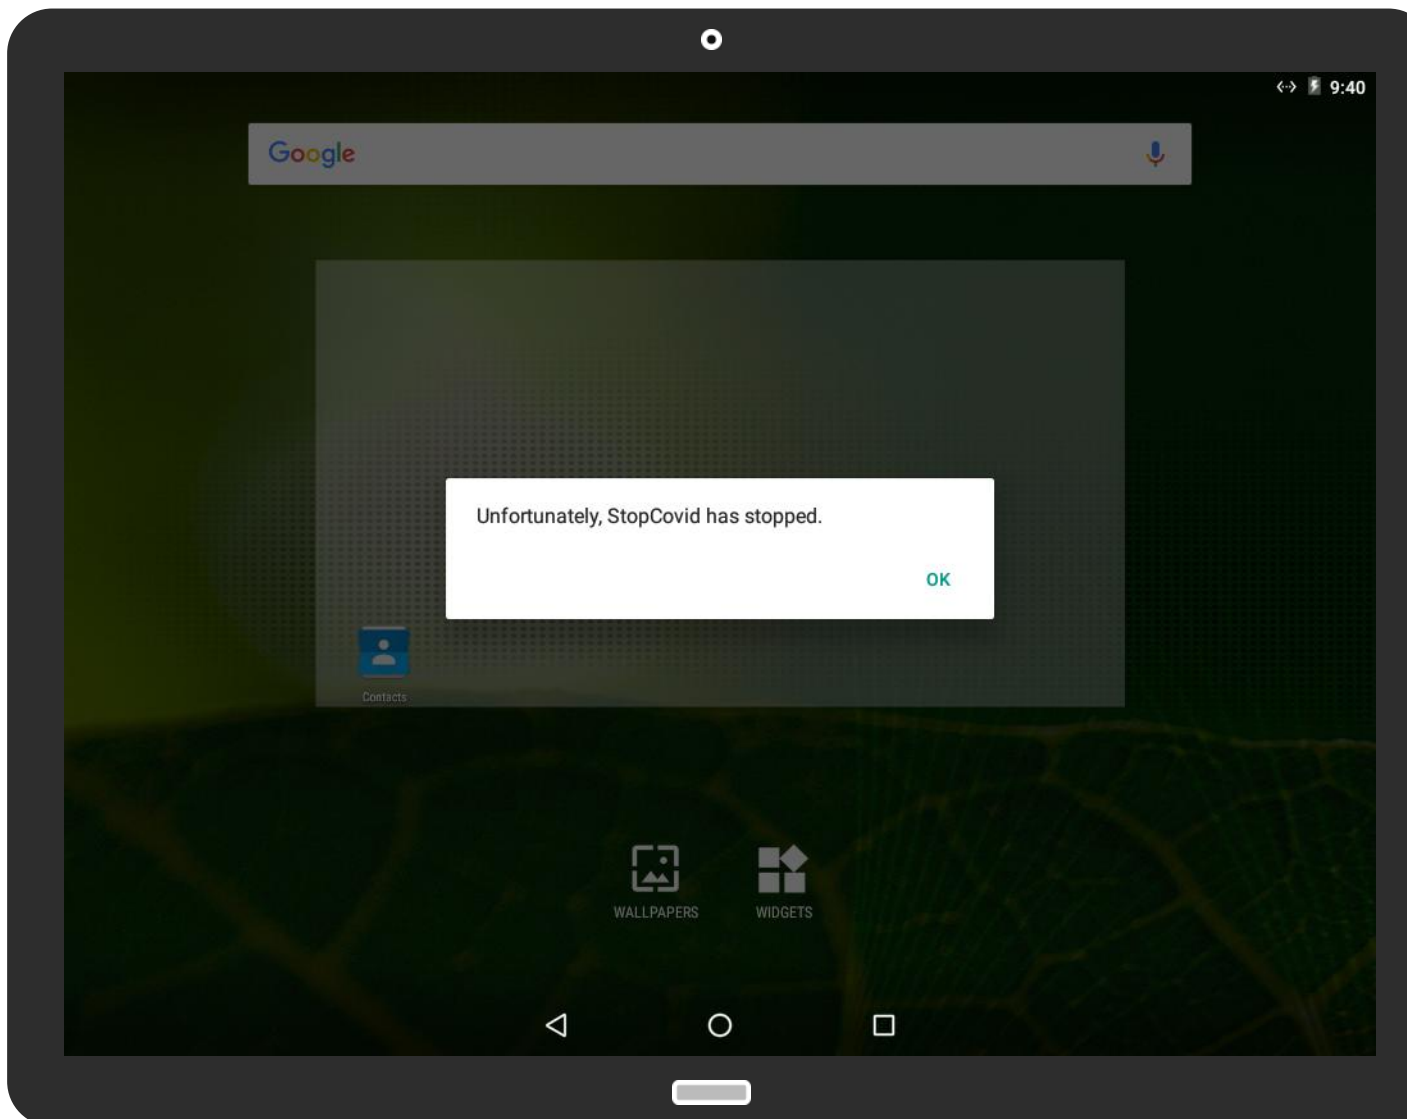 9:40
Google
Unfortunately, StopCovid has stopped.
OK
Contacts
WALLPAPERS
WIDGETS